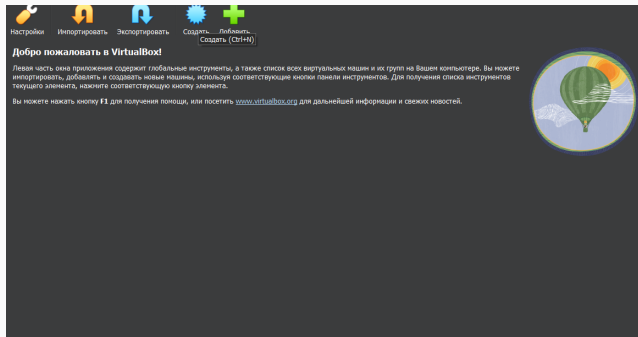 Настройки Импортировать Экспортировать Создать Добавить
Создать (Ctrl+N)
Добро пожаловать в VirtualBox!
Левая часть окна приложения содержит глобальные инструменты, а также список всех виртуальных машин и их групп на Вашем компьютере. Вы можете
импортировать, добавлять и создавать новые машины, используя соответствующие кнопки панели инструментов. Для получения списка инструментов
текущего элемента, нажмите соответствующую кнопку элемента.
Вы можете нажать кнопку F1 для получения помощи, или посетить www.virtualbox.org для дальнейшей информации и свежих новостей.